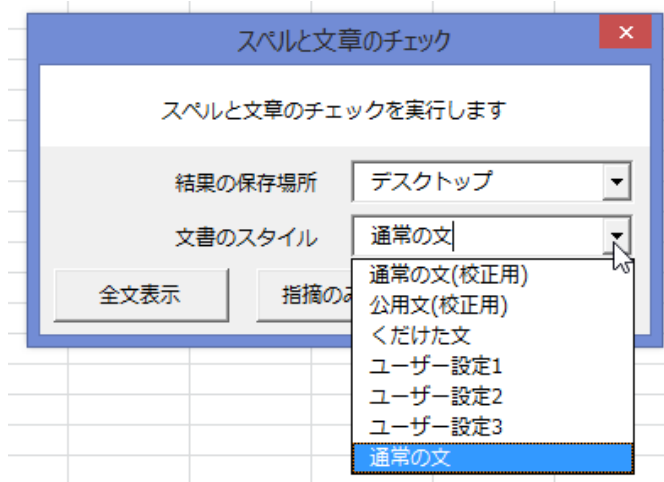 スペルと文章のチェック
スペルと文章のチェックを実行します
結果の保存場所 デスクトップ
文書のスタイル 通常の文
全文表示 指摘の
通常の文(校正用)
公用文(校正用)
くだけた文
ユーザー設定1
ユーザー設定2
ユーザー設定3
通常の文